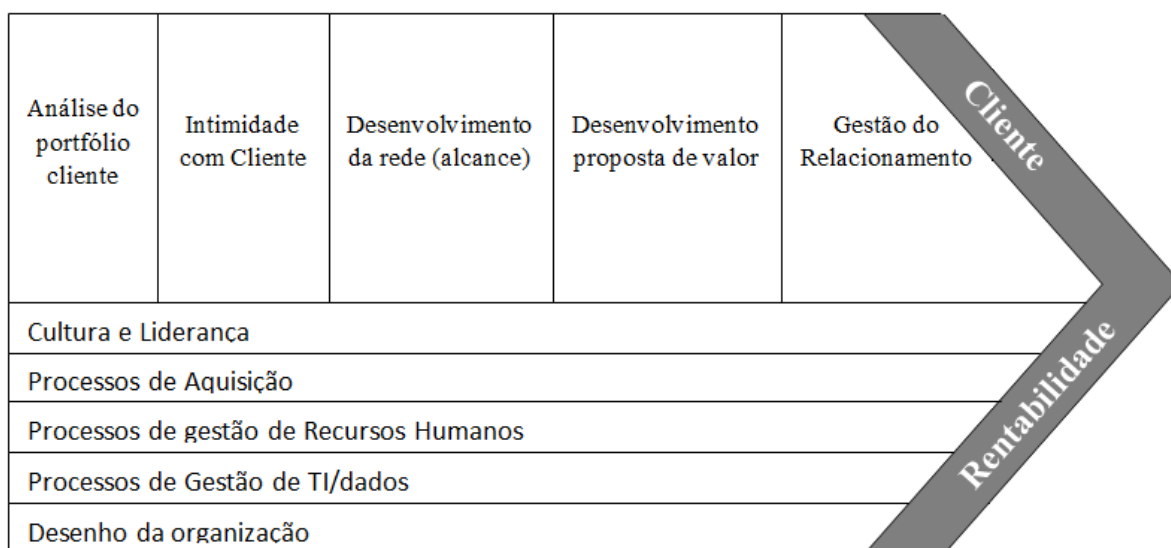 Análise do
portfólio
cliente
Intimidade
com Cliente
Desenvolvimento
da rede (alcance)
Desenvolvimento
proposta de valor
Gestão do
Relacionamento
Cliente
Cultura e Liderança
Processos de Aquisição
Processos de gestão de Recursos Humanos
Processos de Gestão de TI/dados
Desenho da organização
Rentabilidade